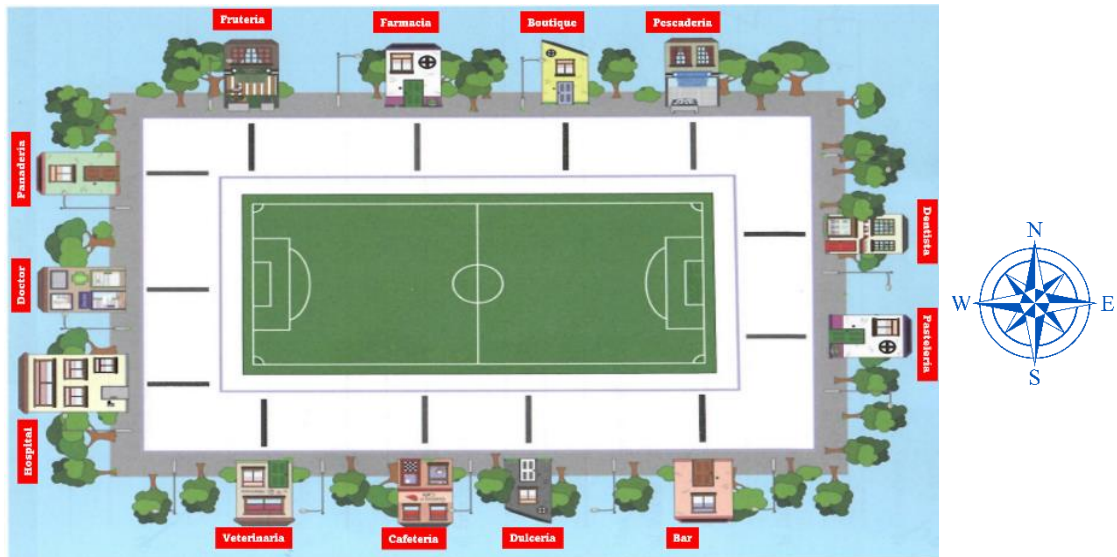 Fruteria
Farmacia
Boutique
Pescaderia
Panaderia
Dentista
Doctor
Pasteleria
Hospital
Veterinaria
Cafeteria
Dulceria
Bar
N
W
E
S